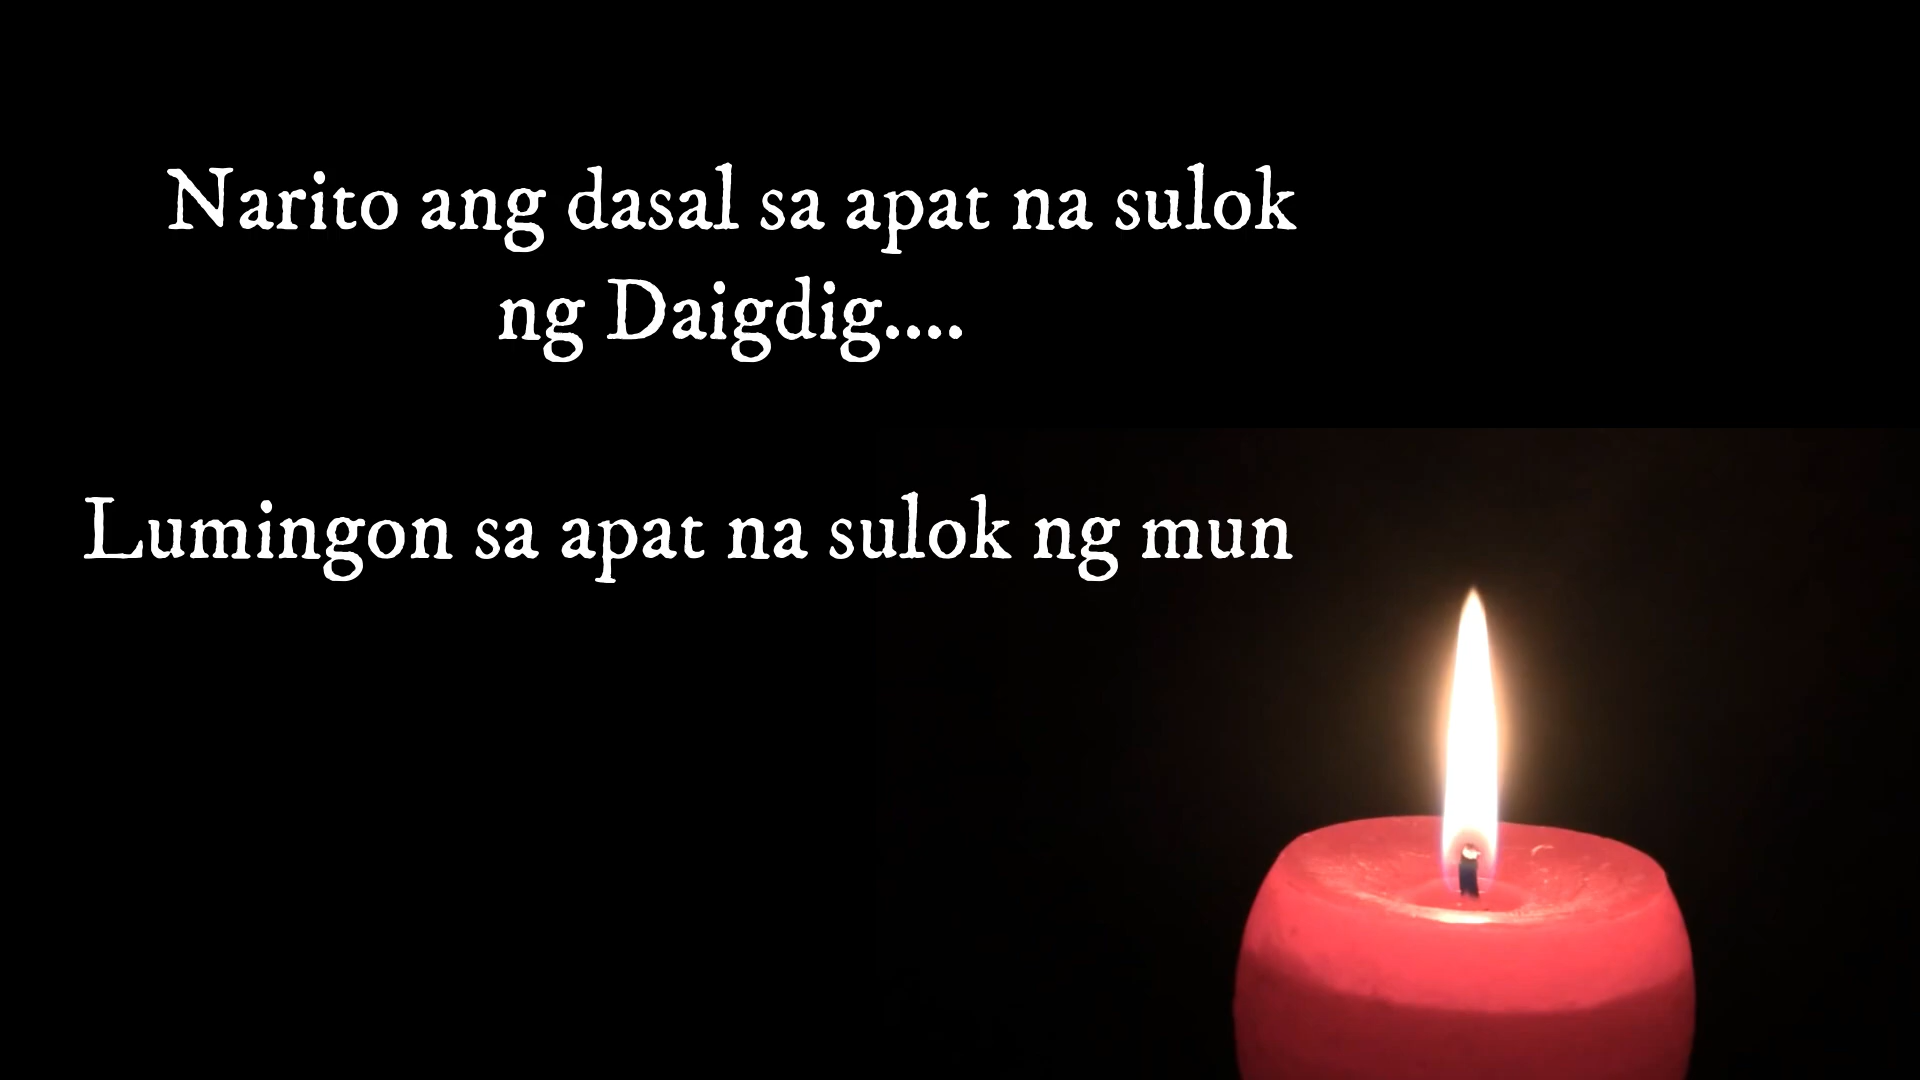 Narito ang dasal sa apat na sulok
ng Daigdig....
Lumingon sa apat na sulok ng mun